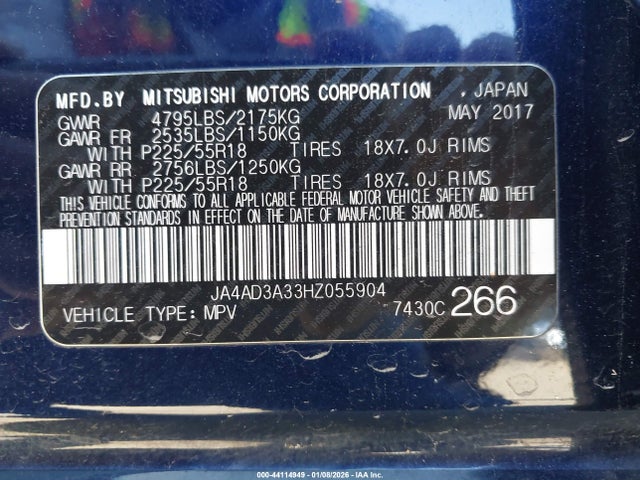 MFD.BY MITSUBISHI MOTORS CORPORATION . JAPAN
GVWR 4795LBS/2175KG MAY 2017
GAWR FR 2535LBS/1150KG
WITH P225/55R18 TIRES 18X7.0J RIMS
GAWR RR 2756LBS/1250KG
WITH P225/55R18 TIRES 18X7.0J RIMS
THIS VEHICLE CONFORMS TO ALL APPLICABLE FEDERAL MOTOR VEHICLE SAFETY AND THEFT
PREVENTION STANDARDS IN EFFECT ON THE DATE OF MANUFACTURE SHOWN ABOVE.
JA4AD3A33HZ055904
VEHICLE TYPE: MPV 7430C 266
000-44114949 - 01/08/2026 - IAA Inc.